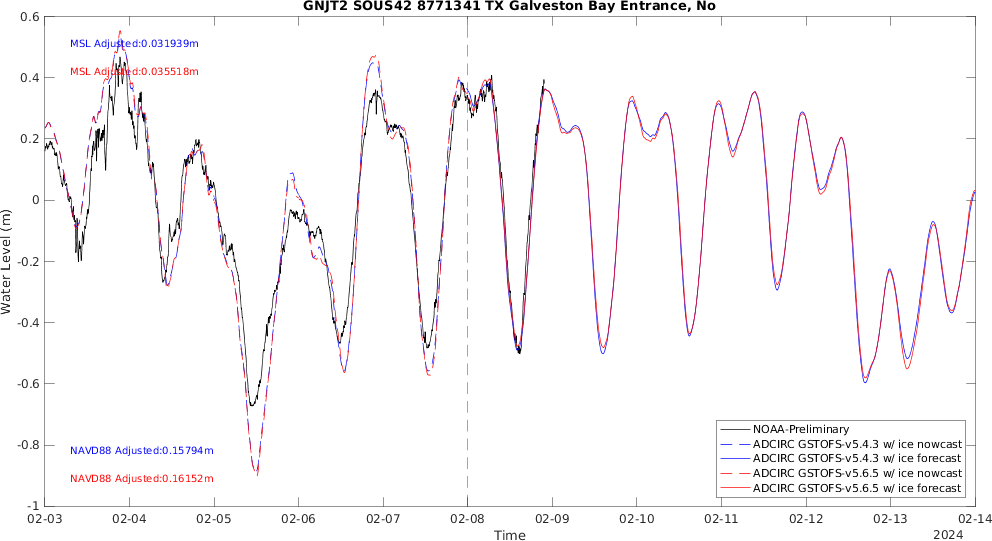 GNJT2 SOUS42 8771341 TX Galveston Bay Entrance, No
MSL Adjusted:0.031939m
MSL Adjusted:0.035518m
NAVD88 Adjusted:0.15794m
NAVD88 Adjusted:0.16152m
Water Level (m)
0.6
0.4
0.2
0
-0.2
-0.4
-0.6
-0.8
-1
NOAA-Preliminary
ADCIRC GSTOFS-v5.4.3 w/ ice nowcast
ADCIRC GSTOFS-v5.4.3 w/ ice forecast
ADCIRC GSTOFS-v5.6.5 w/ ice nowcast
ADCIRC GSTOFS-v5.6.5 w/ ice forecast
02-03 02-04 02-05 02-06 02-07 02-08 02-09 02-10 02-11 02-12 02-13 02-14
Time
2024